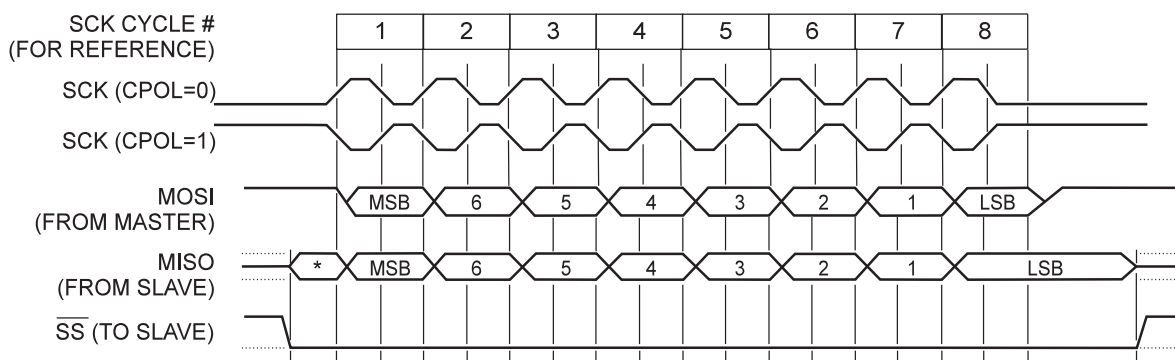 SCK CYCLE #
(FOR REFERENCE)
1 2 3 4 5 6 7 8
SCK (CPOL=0)
SCK (CPOL=1)
MOSI
(FROM MASTER)
MSB 6 5 4 3 2 1 LSB
MISO
(FROM SLAVE)
* MSB 6 5 4 3 2 1 LSB
SS (TO SLAVE)